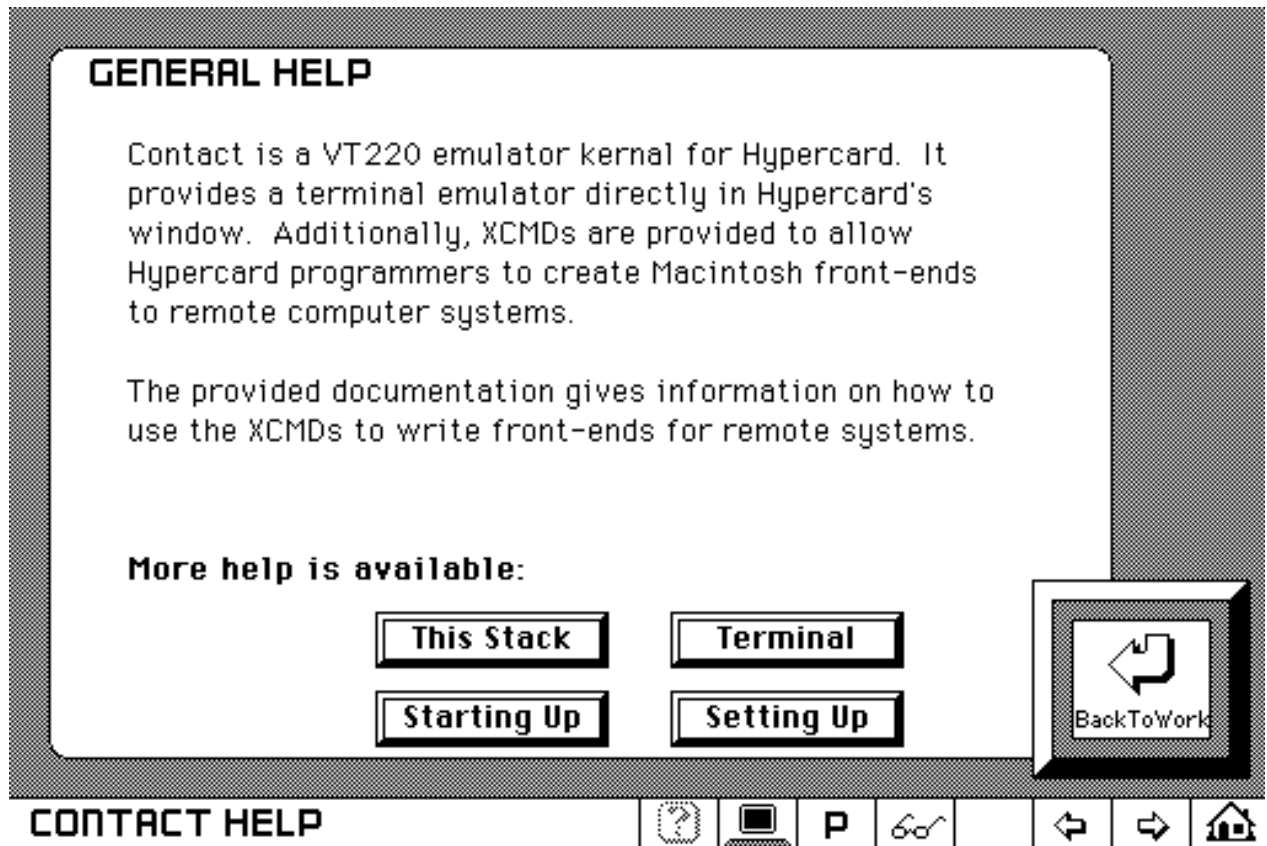 GENERAL HELP
Contact is a VT220 emulator kernal for Hypercard.  It
provides a terminal emulator directly in Hypercard's
window.  Additionally, XCMDs are provided to allow
Hypercard programmers to create Macintosh front-ends
to remote computer systems.
The provided documentation gives information on how to
use the XCMDs to write front-ends for remote systems.
More help is available:
This Stack
Terminal
Starting Up
Setting Up
BackToWork
CONTACT HELP
?
P